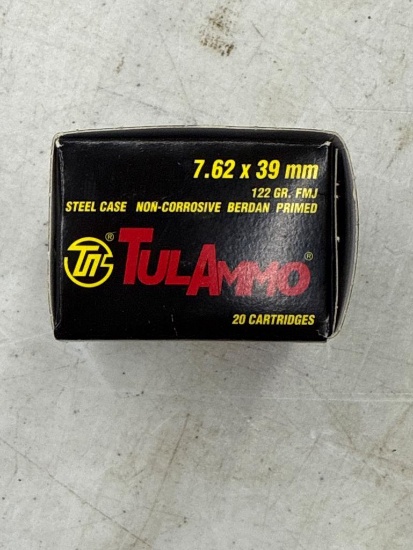 7.62 x 39 mm
122 GR. FMJ
STEEL CASE NON-CORROSIVE BERDAN PRIMED
® TULAMMO®
20 CARTRIDGES